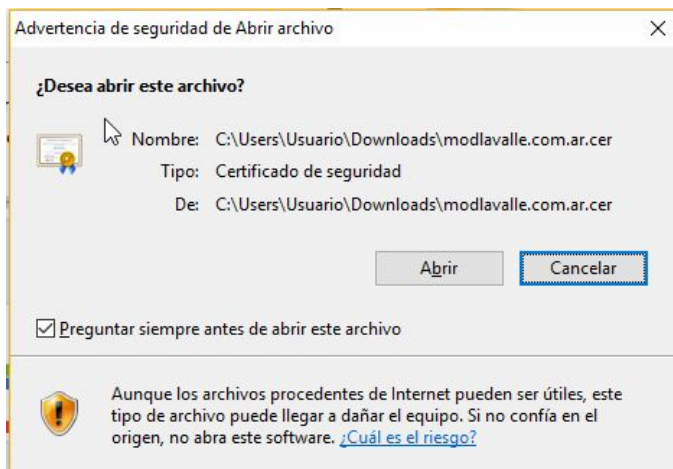 Advertencia de seguridad de Abrir archivo
¿Desea abrir este archivo?
Nombre: C:\Users\Usuario\Downloads\modlavalle.com.ar.cer
Tipo: Certificado de seguridad
De: C:\Users\Usuario\Downloads\modlavalle.com.ar.cer
Abrir Cancelar
Preguntar siempre antes de abrir este archivo
Aunque los archivos procedentes de Internet pueden ser útiles, este
tipo de archivo puede llegar a dañar el equipo. Si no confía en el
origen, no abra este software. ¿Cuál es el riesgo?